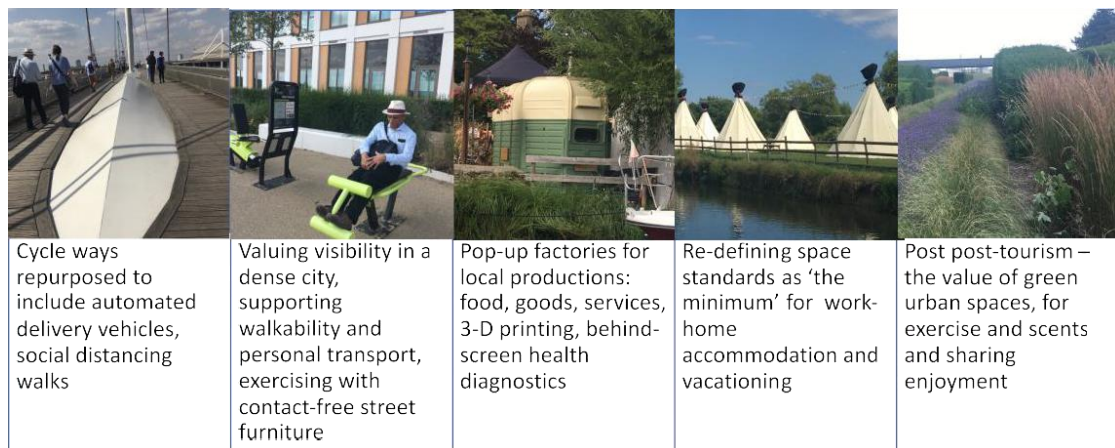 Cycle ways
repurposed to
include automated
delivery vehicles,
social distancing
walks
Valuing visibility in a
dense city,
supporting
walkability and
personal transport,
exercising with
contact-free street
furniture
Pop-up factories for
local productions:
food, goods, services,
3-D printing, behind-
screen health
diagnostics
Re-defining space
standards as ‘the
minimum’ for  work-
home
accommodation and
vacationing
Post post-tourism –
the value of green
urban spaces, for
exercise and scents
and sharing
enjoyment